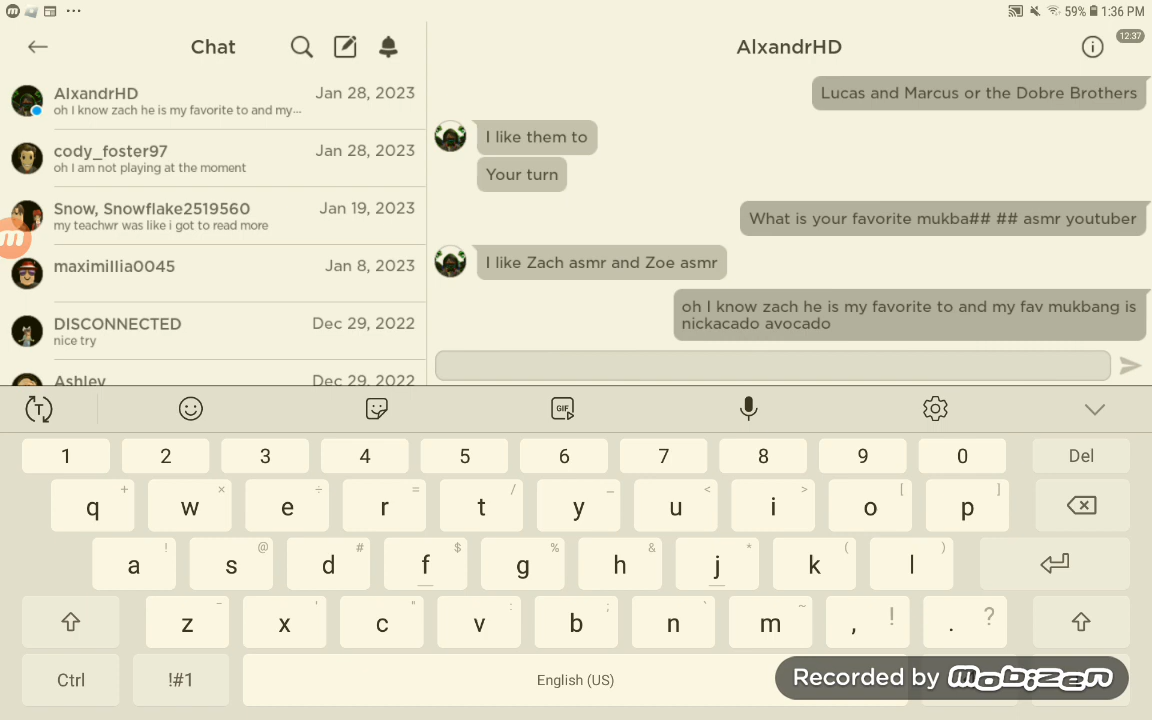 59% 1:36 PM
Chat
AlxandrHD
12:37
AlxandrHD
Jan 28, 2023
oh I know zach he is my favorite to and my...
cody_foster97
Jan 28, 2023
oh I am not playing at the moment
Snow, Snowflake2519560
Jan 19, 2023
my teachwr was like i got to read more
maximillia0045
Jan 8, 2023
DISCONNECTED
Dec 29, 2022
nice try
Ashley
Dec 29, 2022
Lucas and Marcus or the Dobre Brothers
I like them to
Your turn
What is your favorite mukba## ## asmr youtuber
I like Zach asmr and Zoe asmr
oh I know zach he is my favorite to and my fav mukbang is
nickacado avocado
T
GIF
1 2 3 4 5 6 7 8 9 0 Del
+ × ÷ = / _ < > [ ]
q w e r t y u i o p
! @ # $ % & * ( )
a s d f g h j k l
- ' " : ; ` ~ ! ?
z x c v b n m , .
Ctrl !#1 English (US)
Recorded by MOBIZEN